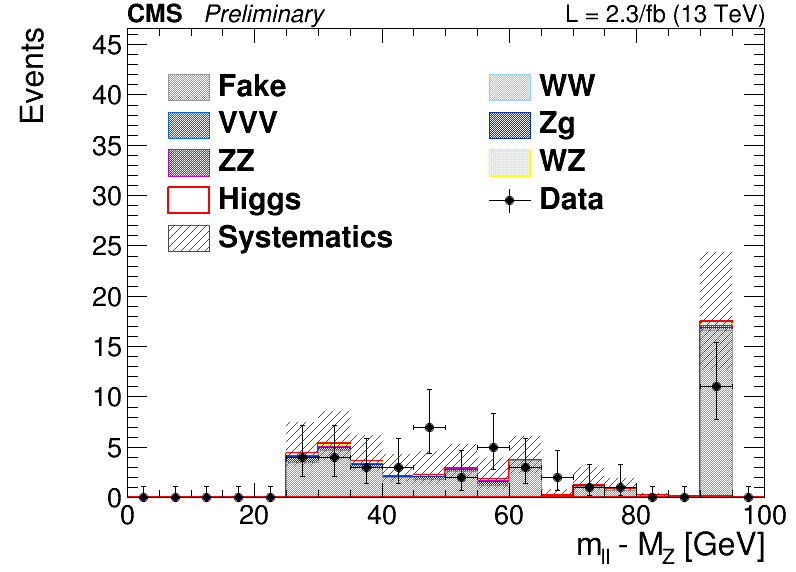 CMS Preliminary L = 2.3/fb (13 TeV)
Events
45
40
35
30
25
20
15
10
5
0
Fake WW
VVV Zg
ZZ WZ
Higgs Data
Systematics
0 20 40 60 80 100
m_ll - M_Z [GeV]